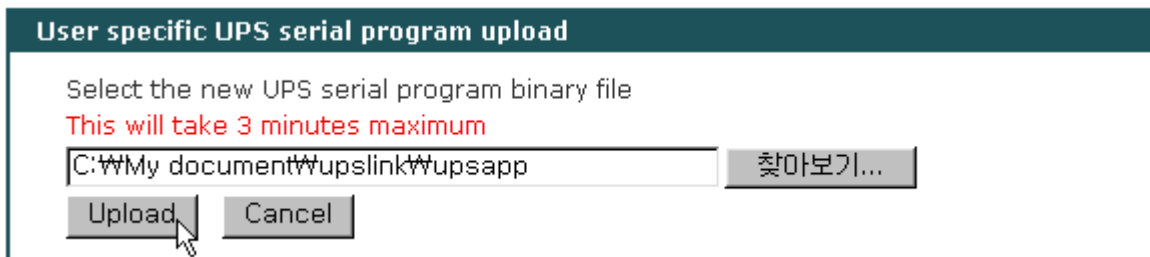 User specific UPS serial program upload
Select the new UPS serial program binary file
This will take 3 minutes maximum
C:₩My document₩upslink₩upsapp 찾아보기...
Upload Cancel